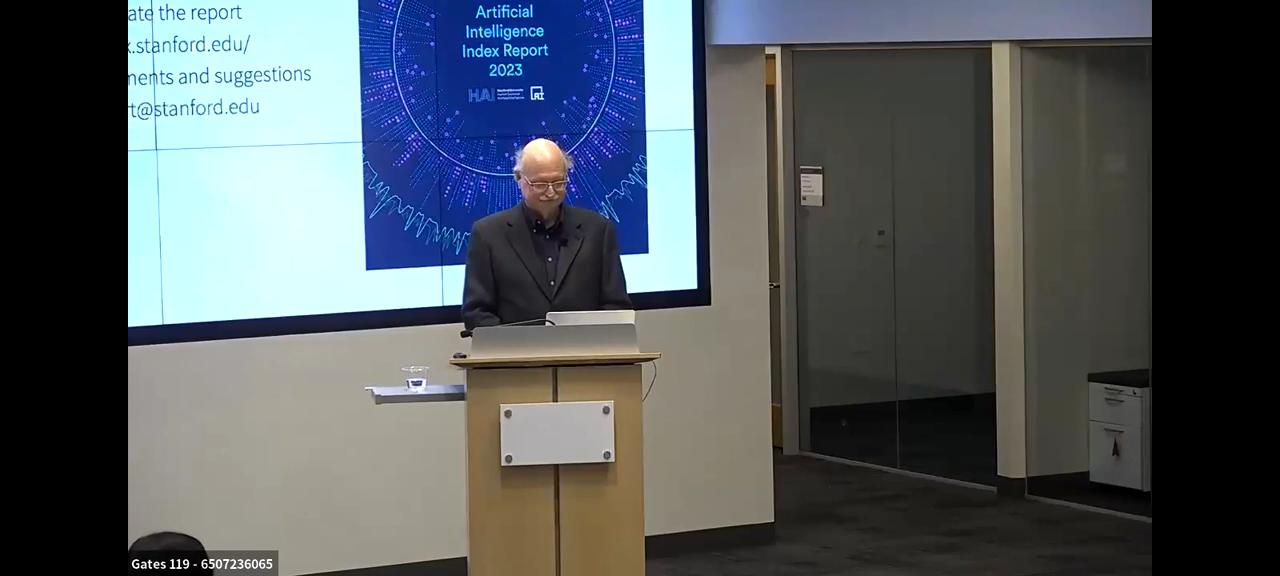 ate the report
x.stanford.edu/
ments and suggestions
rt@stanford.edu
Artificial
Intelligence
Index Report
2023
HAI
Gates 119 - 6507236065